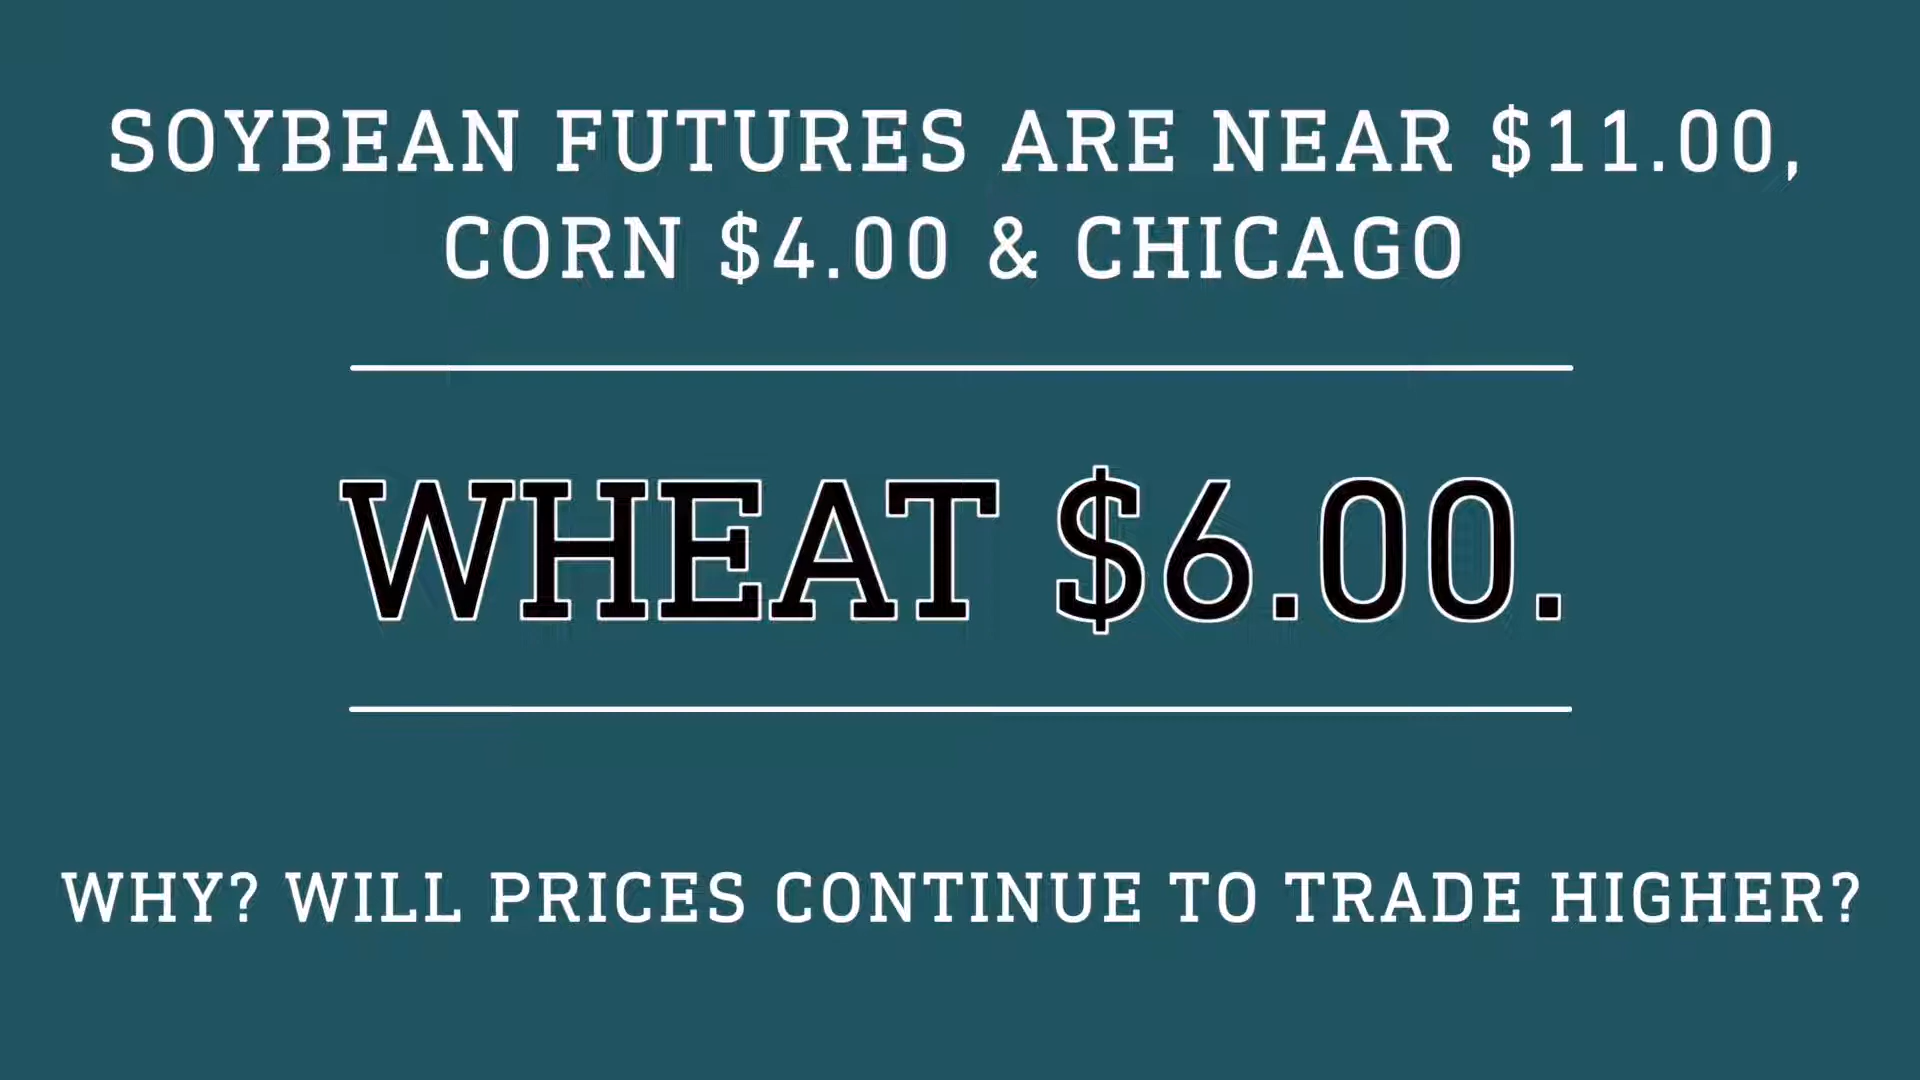 SOYBEAN FUTURES ARE NEAR $11.00,
CORN $4.00 & CHICAGO
WHEAT $6.00.
WHY? WILL PRICES CONTINUE TO TRADE HIGHER?